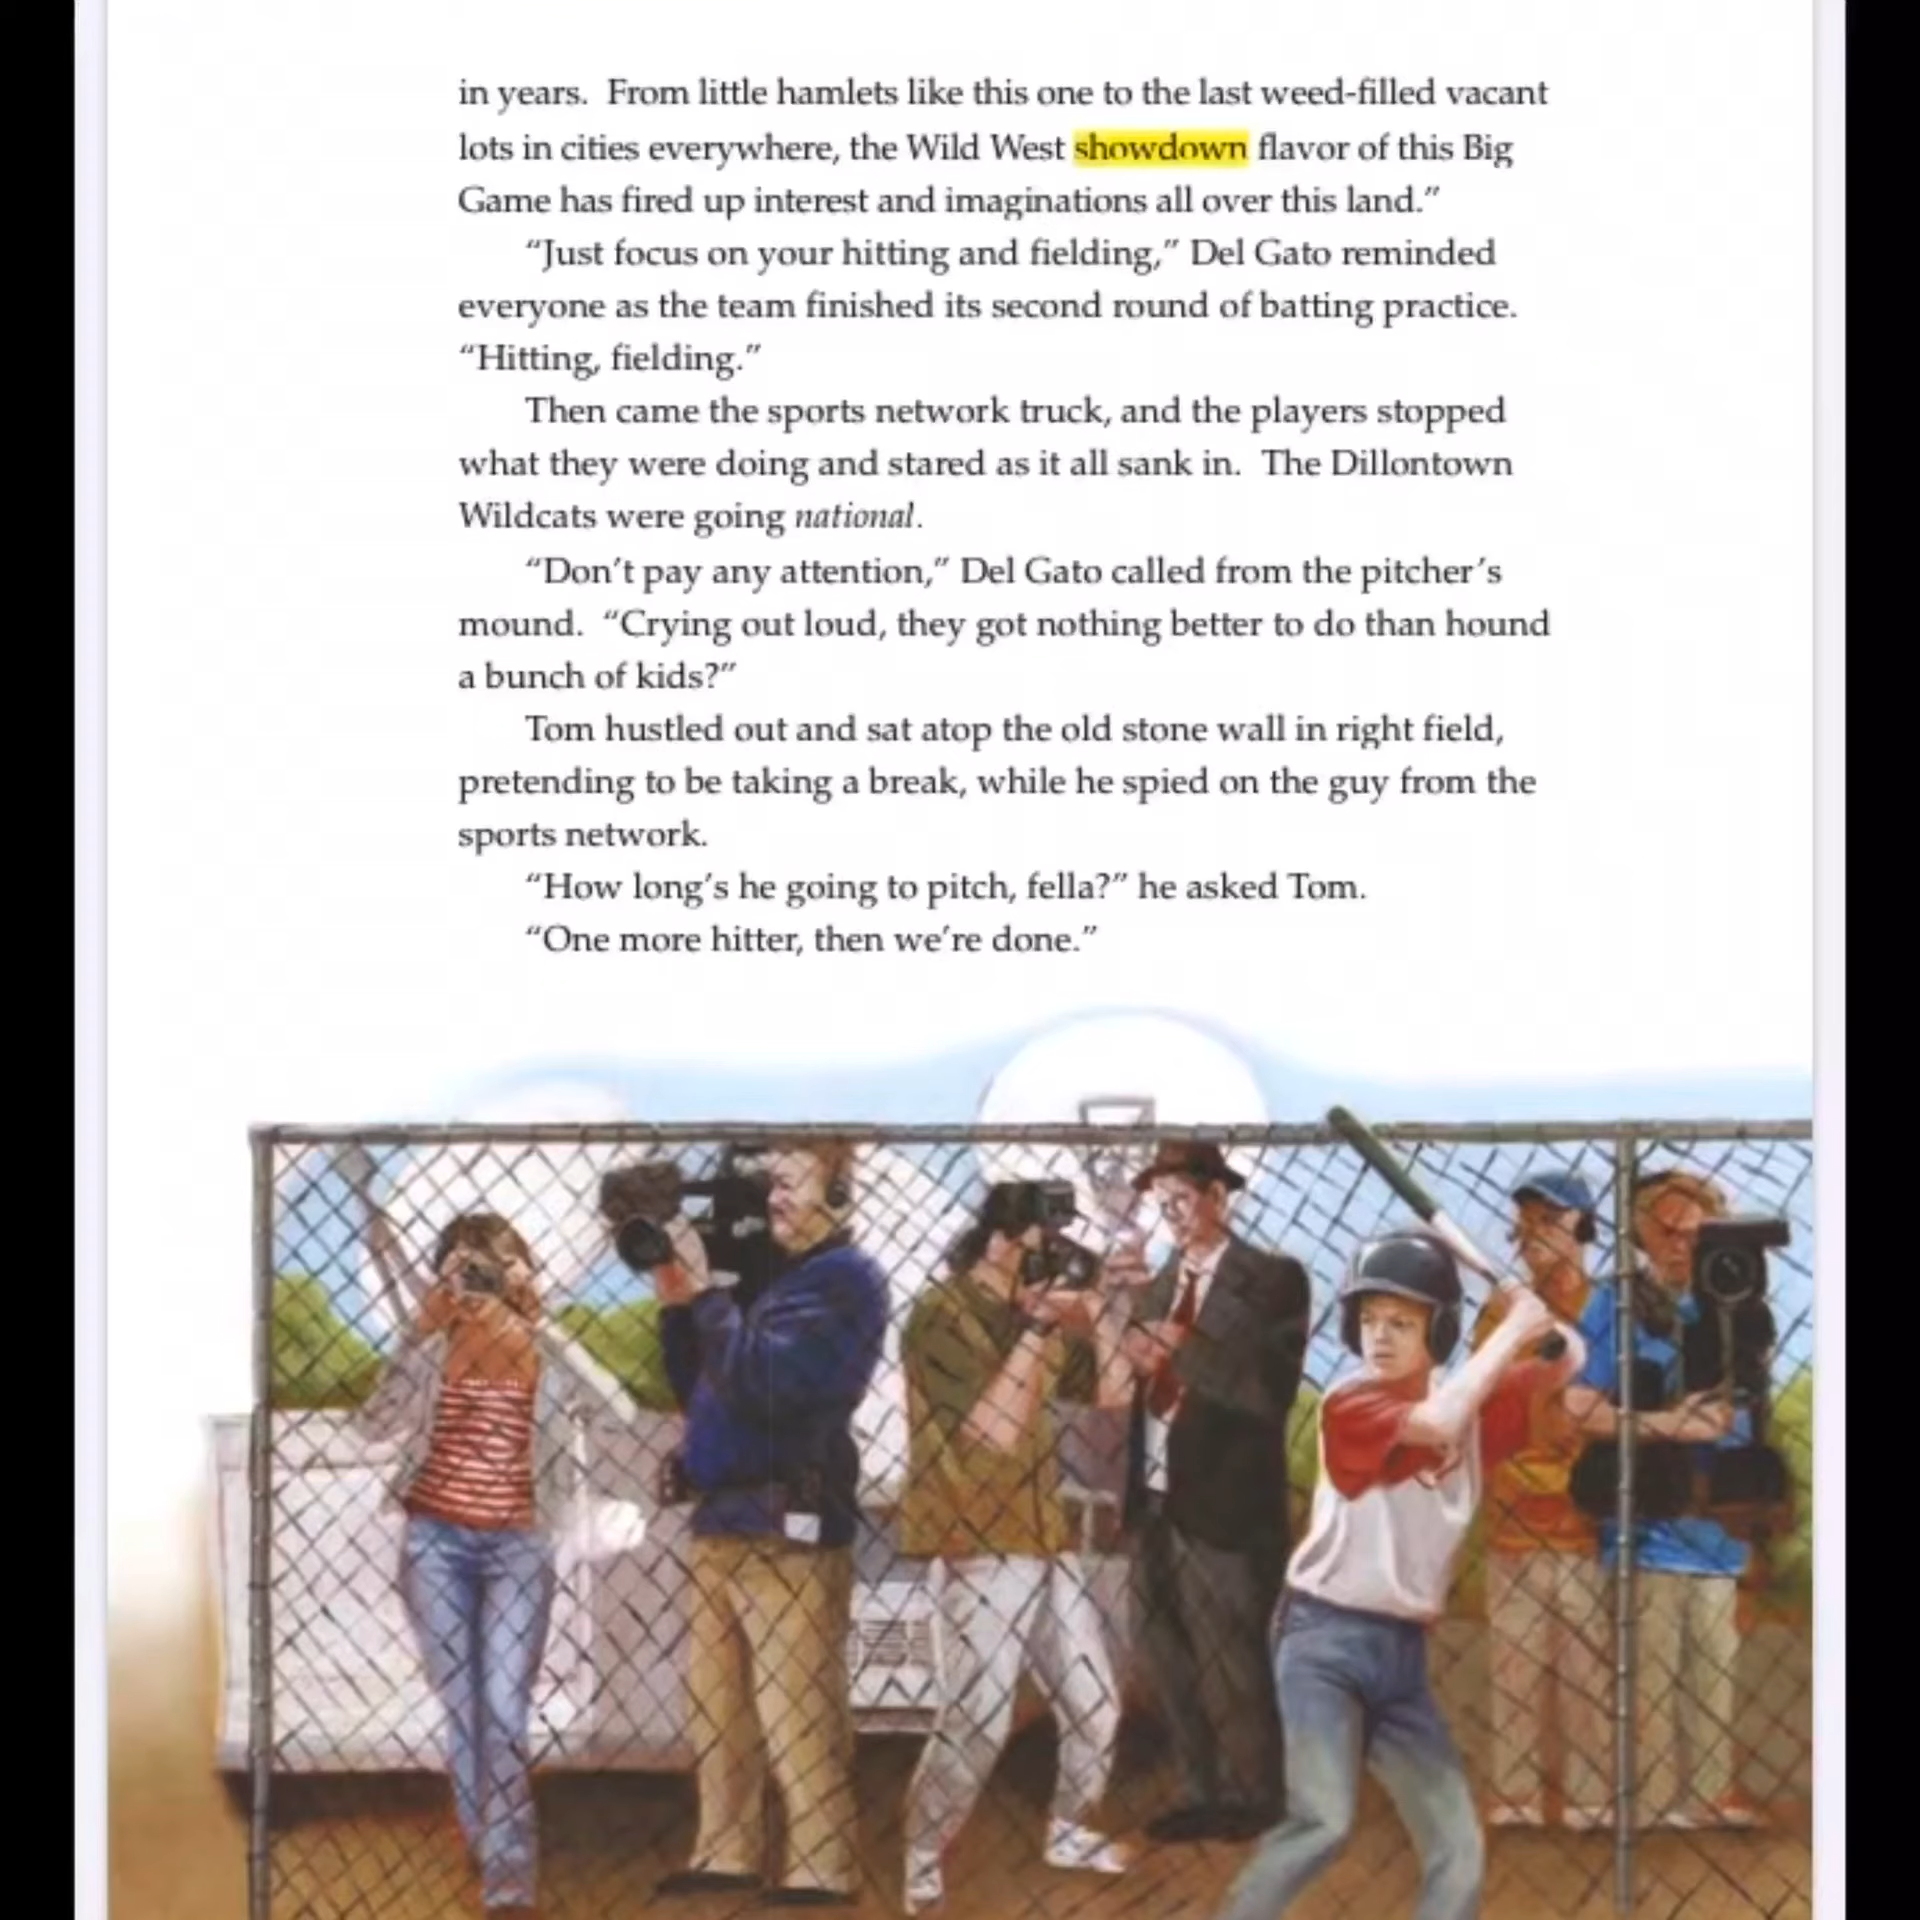 in years. From little hamlets like this one to the last weed-filled vacant
lots in cities everywhere, the Wild West showdown flavor of this Big
Game has fired up interest and imaginations all over this land.”
“Just focus on your hitting and fielding,” Del Gato reminded
everyone as the team finished its second round of batting practice.
“Hitting, fielding.”
Then came the sports network truck, and the players stopped
what they were doing and stared as it all sank in. The Dillontown
Wildcats were going national.
“Don’t pay any attention,” Del Gato called from the pitcher’s
mound. “Crying out loud, they got nothing better to do than hound
a bunch of kids?”
Tom hustled out and sat atop the old stone wall in right field,
pretending to be taking a break, while he spied on the guy from the
sports network.
“How long’s he going to pitch, fella?” he asked Tom.
“One more hitter, then we’re done.”